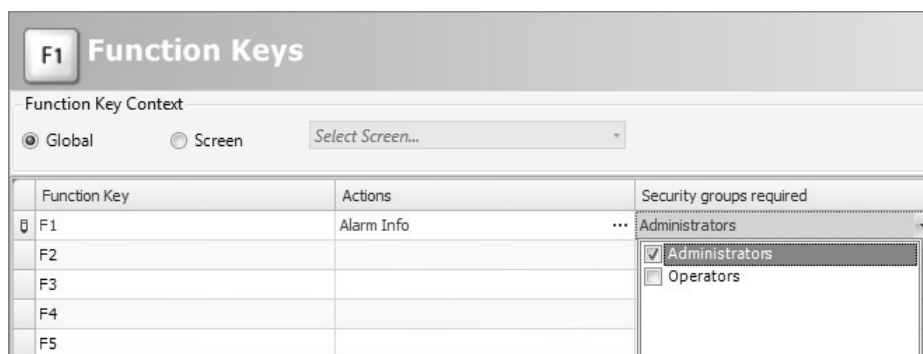 F1 Function Keys
Function Key Context
Global Screen Select Screen...
Function Key Actions Security groups required
F1 Alarm Info ... Administrators
F2 Administrators
F3 Operators
F4
F5